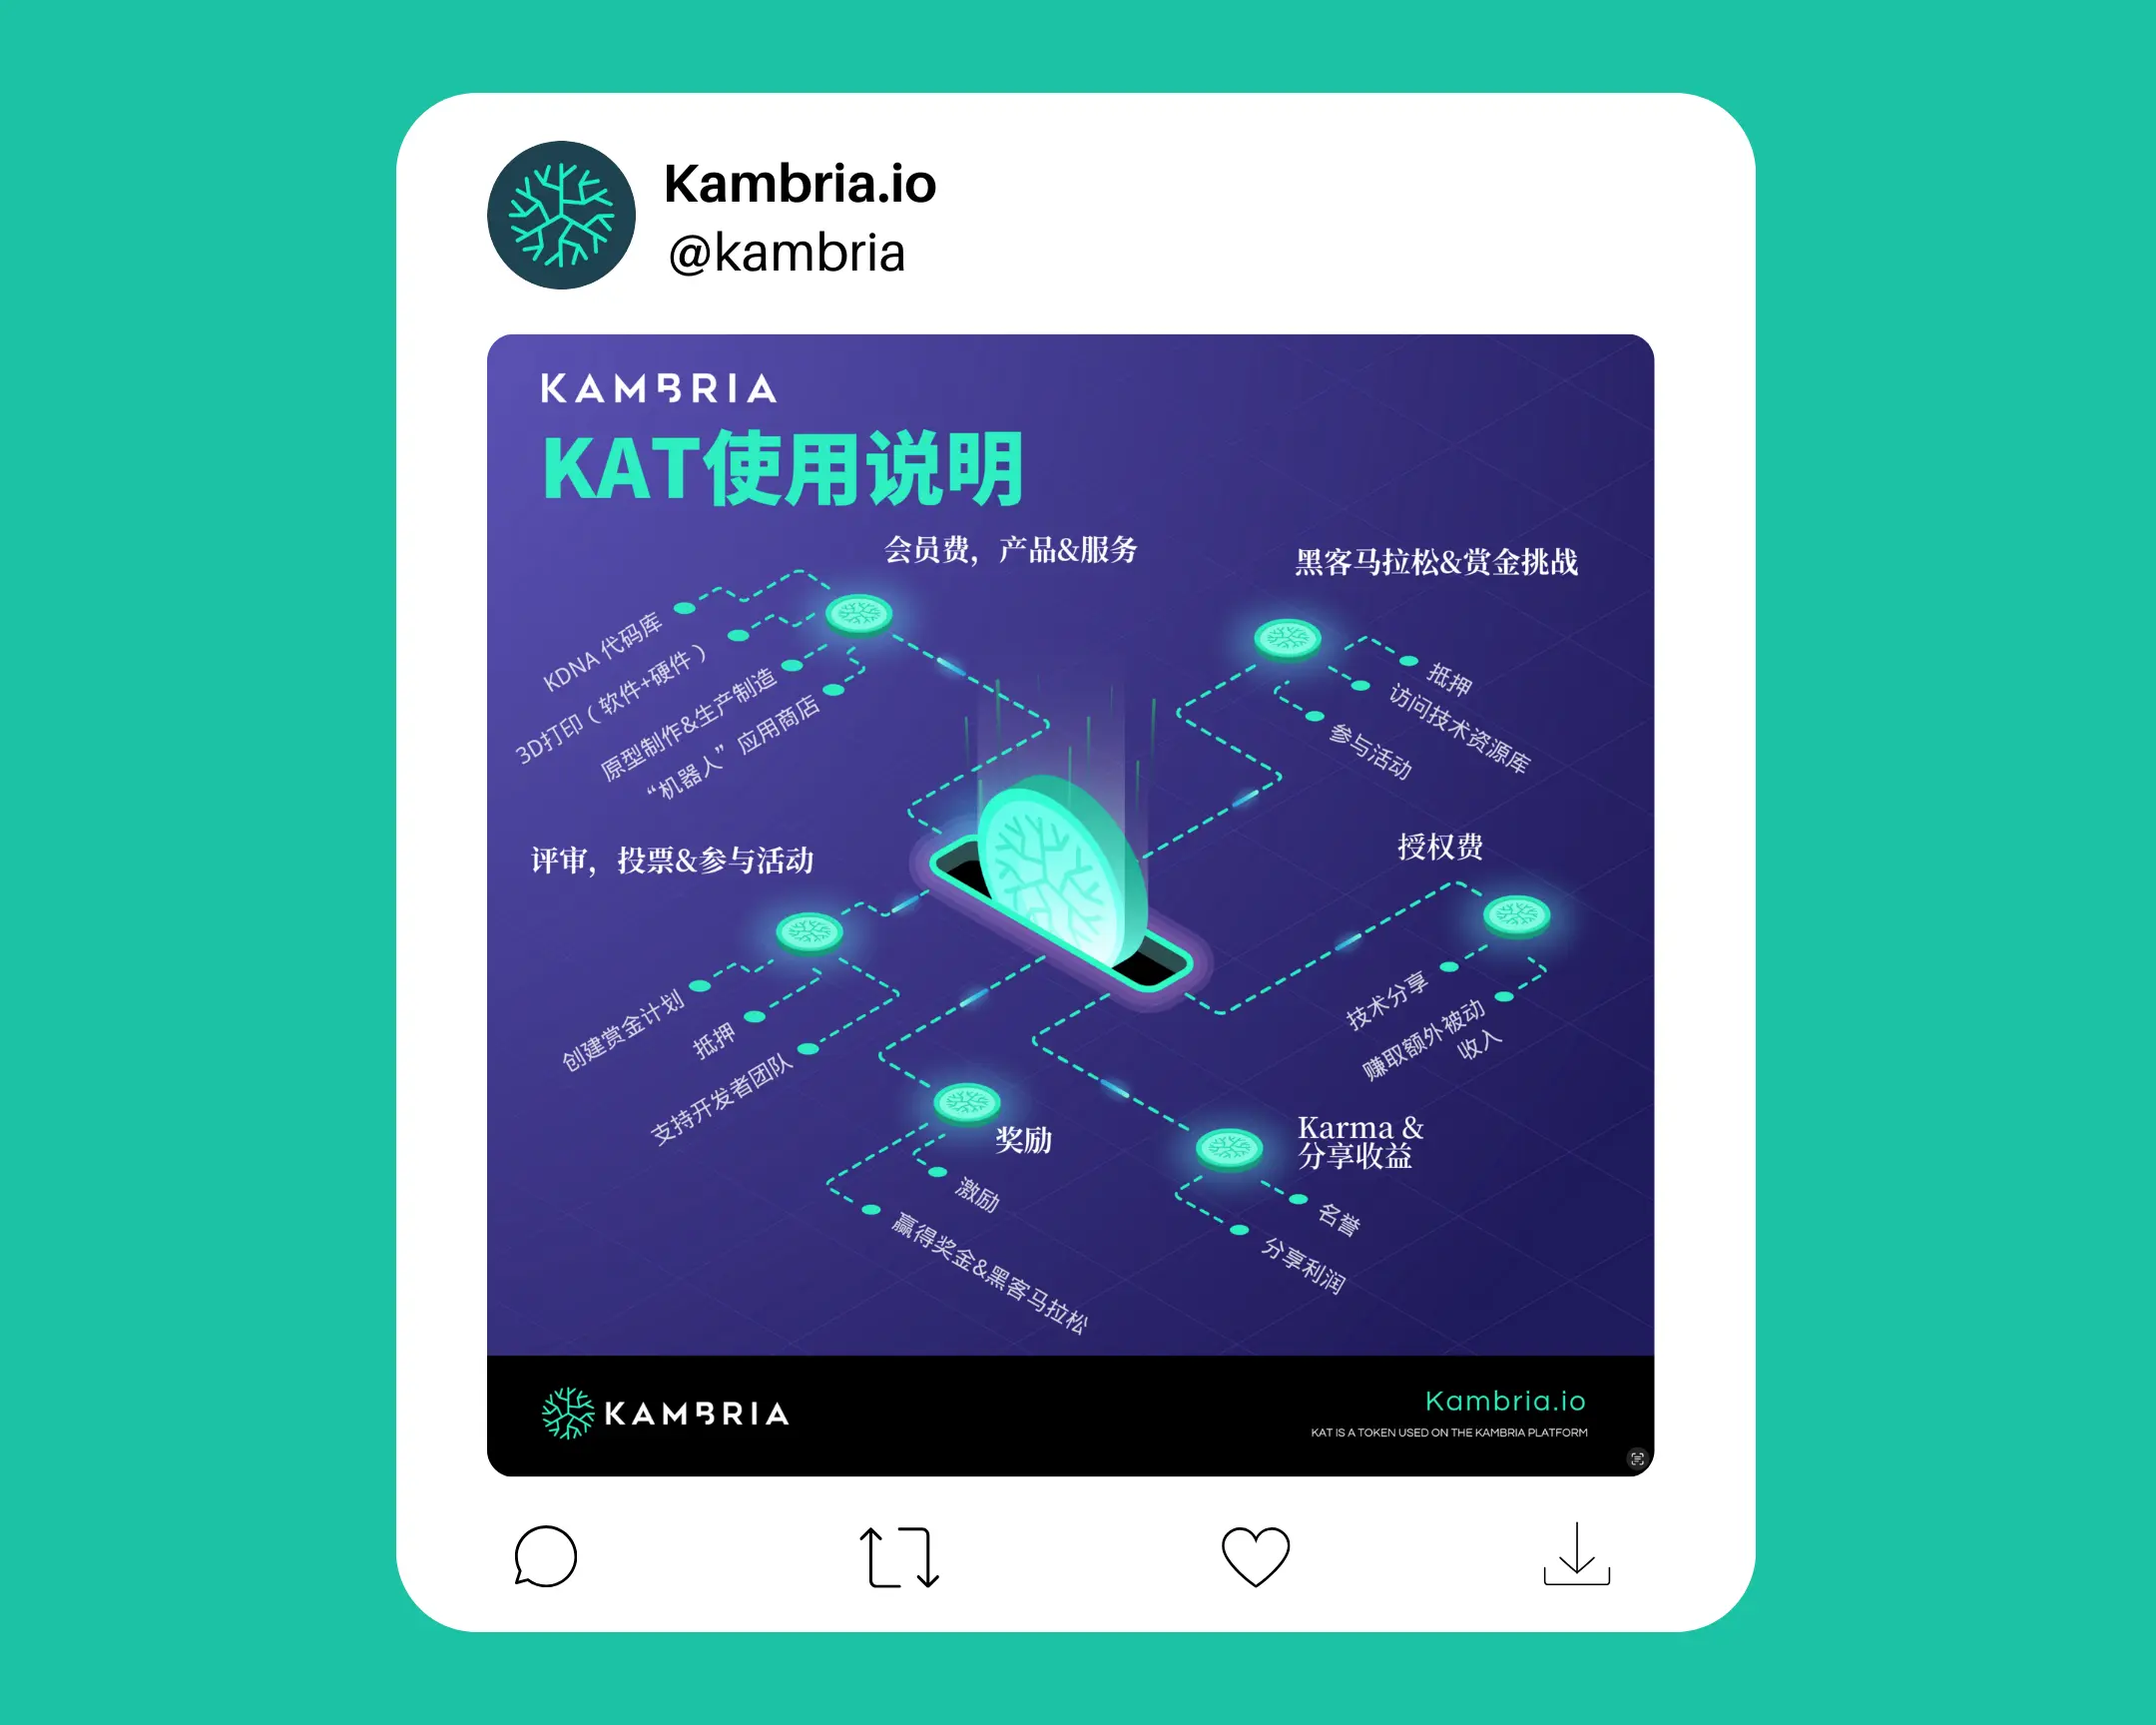 Kambria.io
@kambria
KAMBRIA
KAT使用说明
会员费，产品&服务
KDNA 代码库
3D打印（软件+硬件）
原型制作&生产制造
“机器人”应用商店
黑客马拉松&赏金挑战
抵押
访问技术资源库
参与活动
评审，投票&参与活动
创建赏金计划
抵押
支持开发者团队
授权费
技术分享
赚取额外被动
收入
奖励
激励
赢得奖金&黑客马拉松
Karma &
分享收益
名誉
分享利润
KAMBRIA
Kambria.io
KAT IS A TOKEN USED ON THE KAMBRIA PLATFORM